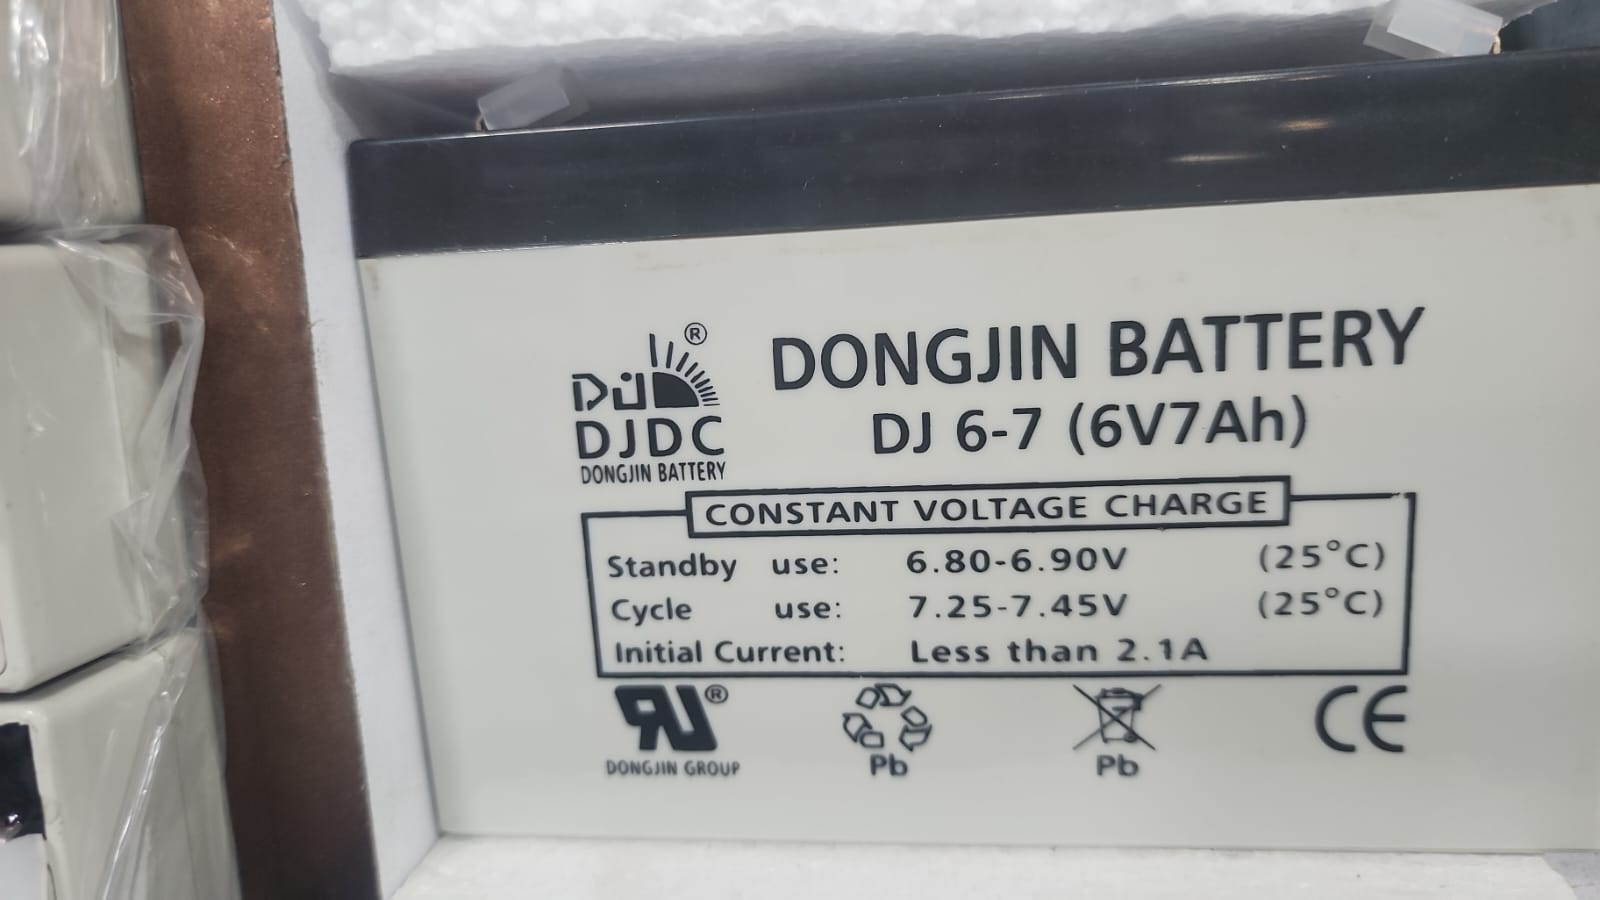 ®
DJ
DJDC
DONGJIN BATTERY
DONGJIN BATTERY
DJ 6-7 (6V7Ah)
CONSTANT VOLTAGE CHARGE
Standby use: 6.80-6.90V (25°C)
Cycle use: 7.25-7.45V (25°C)
Initial Current: Less than 2.1A
RU ®
DONGJIN GROUP
Pb
Pb
CE